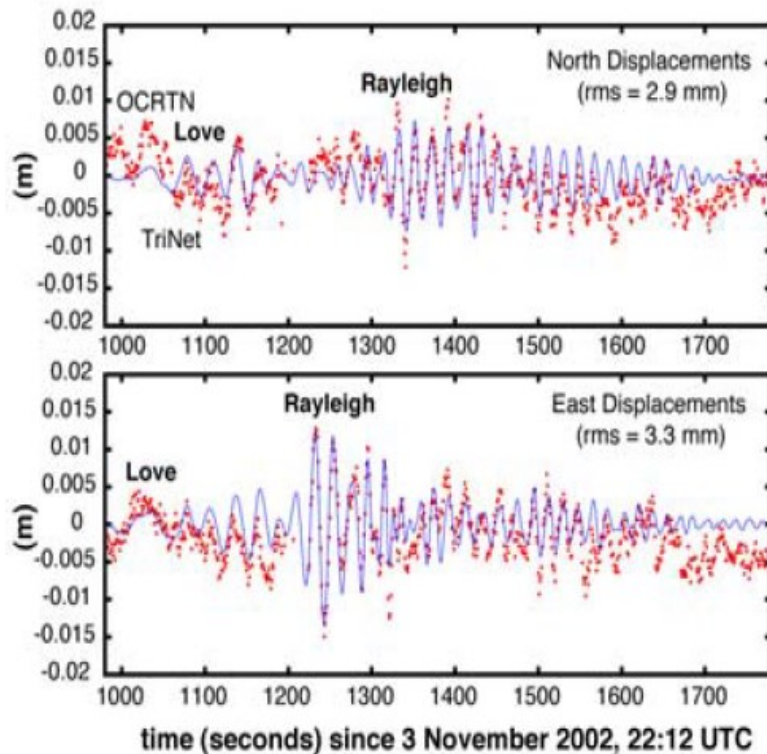 0.02
0.015
0.01
0.005
0
-0.005
-0.01
-0.015
-0.02
(m)
OCRTN
Love
Rayleigh
North Displacements
(rms = 2.9 mm)
TriNet
1000 1100 1200 1300 1400 1500 1600 1700
0.02
0.015
0.01
0.005
0
-0.005
-0.01
-0.015
-0.02
(m)
Love
Rayleigh
East Displacements
(rms = 3.3 mm)
1000 1100 1200 1300 1400 1500 1600 1700
time (seconds) since 3 November 2002, 22:12 UTC